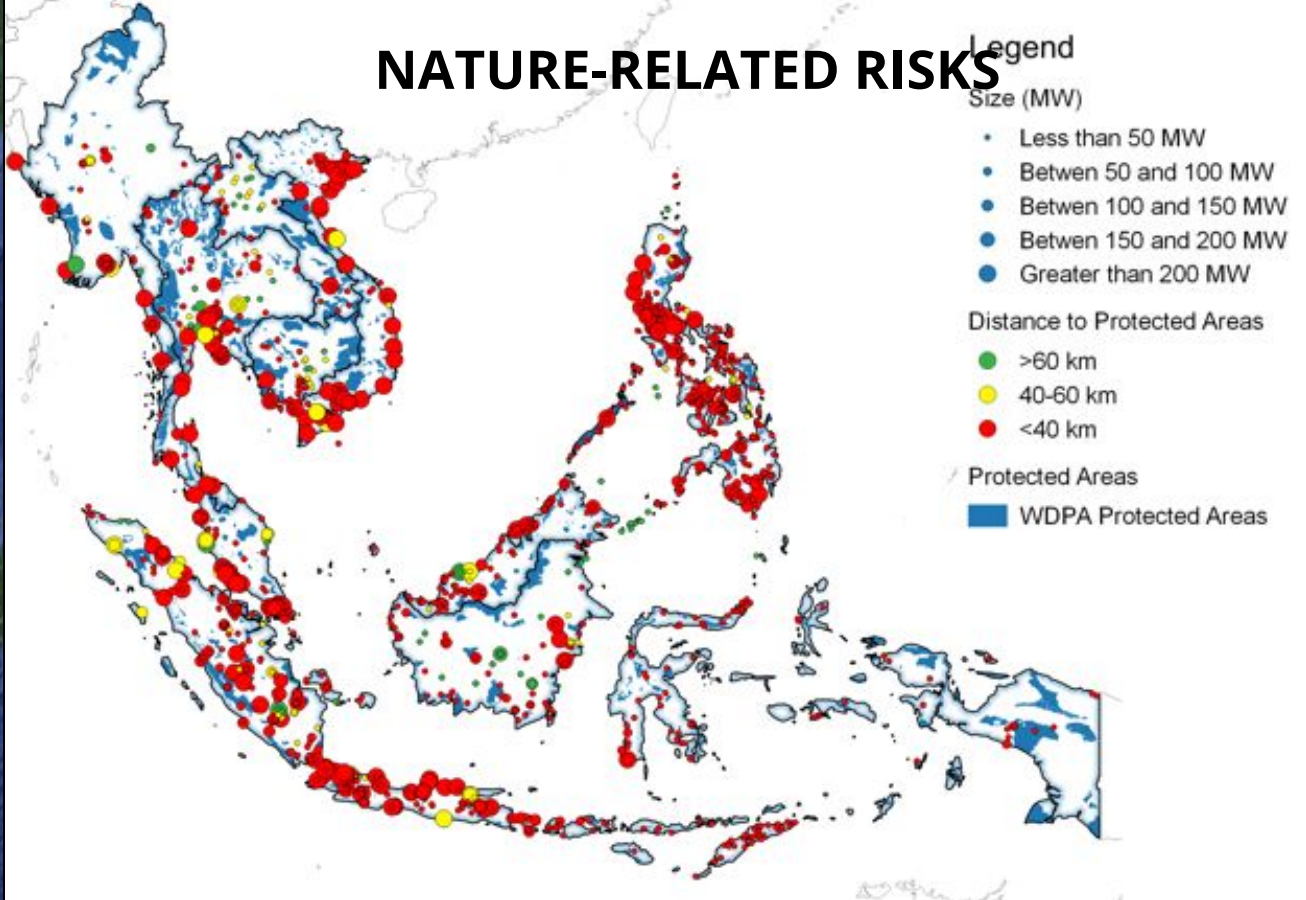 NATURE-RELATED RISKS
Legend
Size (MW)
Less than 50 MW
Betwen 50 and 100 MW
Betwen 100 and 150 MW
Betwen 150 and 200 MW
Greater than 200 MW
Distance to Protected Areas
>60 km
40-60 km
<40 km
Protected Areas
WDPA Protected Areas